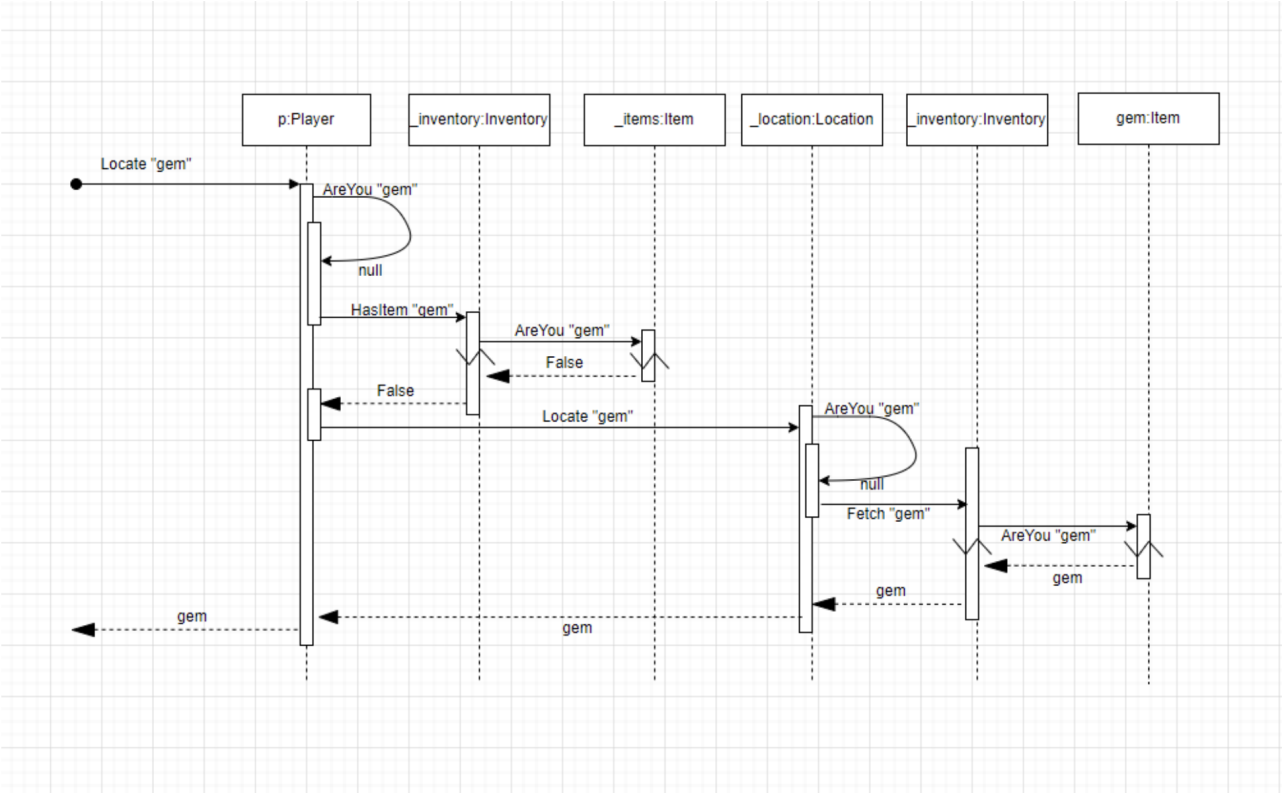 p:Player
_inventory:Inventory
_items:Item
_location:Location
_inventory:Inventory
gem:Item
Locate "gem"
AreYou "gem"
null
HasItem "gem"
AreYou "gem"
False
False
Locate "gem"
AreYou "gem"
null
Fetch "gem"
AreYou "gem"
gem
gem
gem
gem